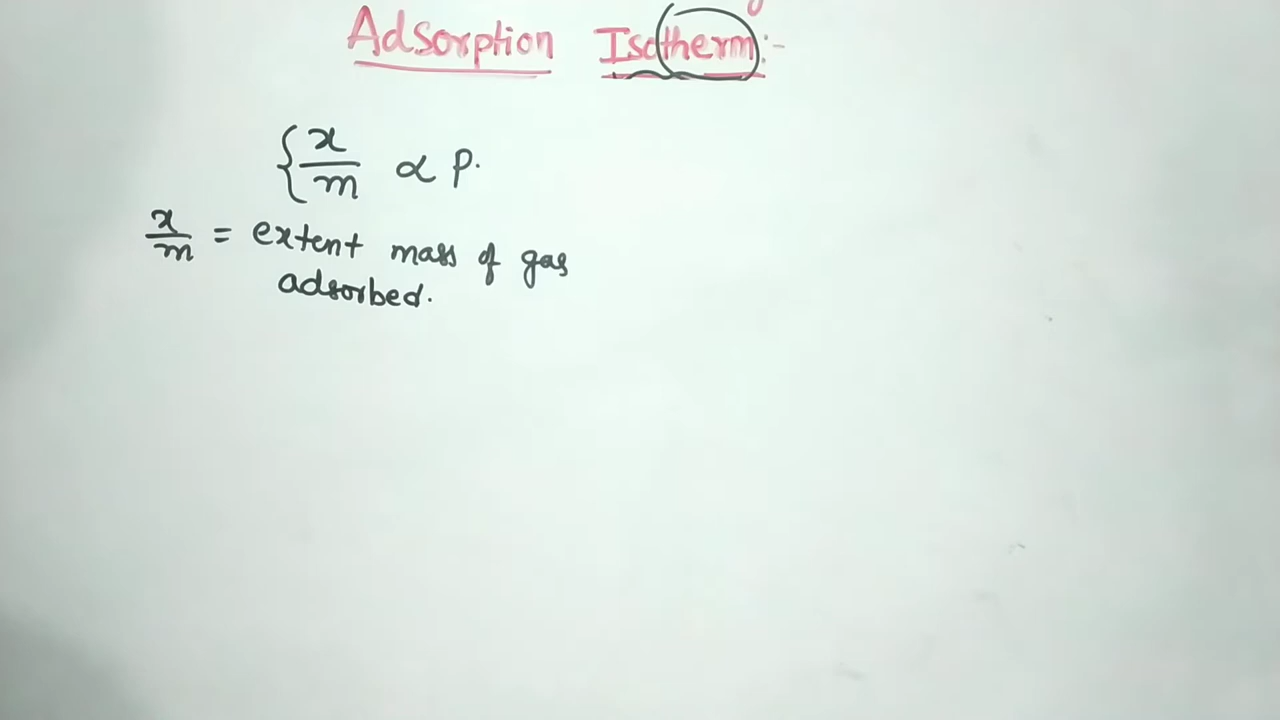 Adsorption Isotherm :-
{x/m ∝ P.
x/m = extent mass of gas
adsorbed.